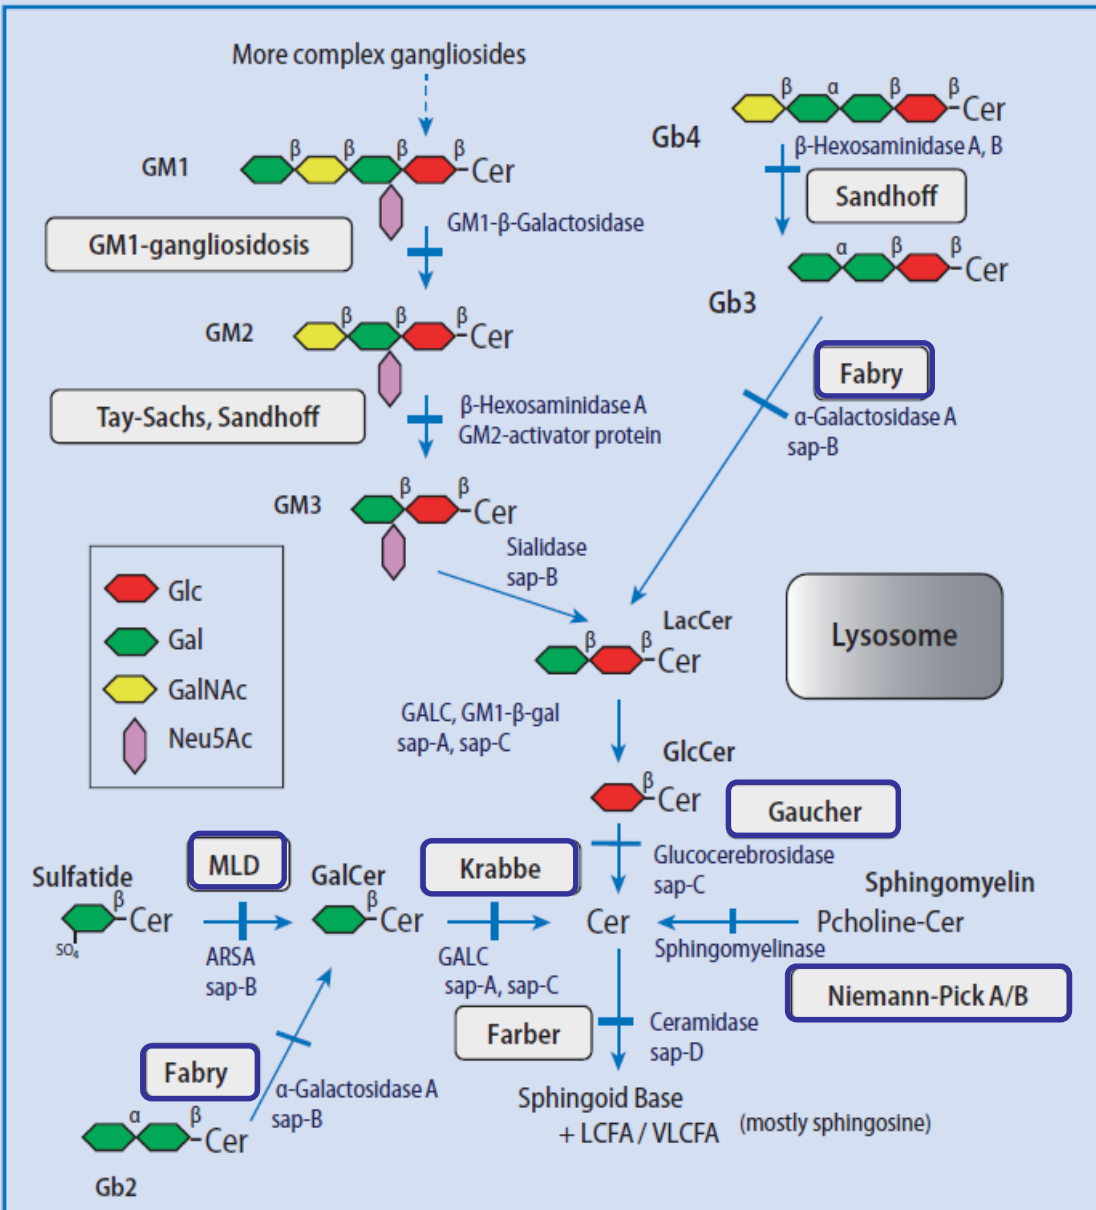 More complex gangliosides
GM1
β β β β
Cer
GM1-gangliosidosis
GM1-β-Galactosidase
GM2
β β β
Cer
Tay-Sachs, Sandhoff
β-Hexosaminidase A
GM2-activator protein
GM3
β β
Cer
Sialidase
sap-B
Gb4
β α β β
Cer
β-Hexosaminidase A, B
Sandhoff
α β β
Cer
Gb3
Fabry
α-Galactosidase A
sap-B
Glc
Gal
GalNAc
Neu5Ac
Lysosome
LacCer
β β
Cer
GALC, GM1-β-gal
sap-A, sap-C
GlcCer
β
Cer
Gaucher
Glucocerebrosidase
sap-C
Sulfatide
β
Cer
SO4
MLD
ARSA
sap-B
GalCer
β
Cer
Krabbe
GALC
sap-A, sap-C
Cer
Sphingomyelin
Pcholine-Cer
Sphingomyelinase
Niemann-Pick A/B
Farber
Ceramidase
sap-D
Fabry
α-Galactosidase A
sap-B
α β
Cer
Gb2
Sphingoid Base
+ LCFA / VLCFA
(mostly sphingosine)